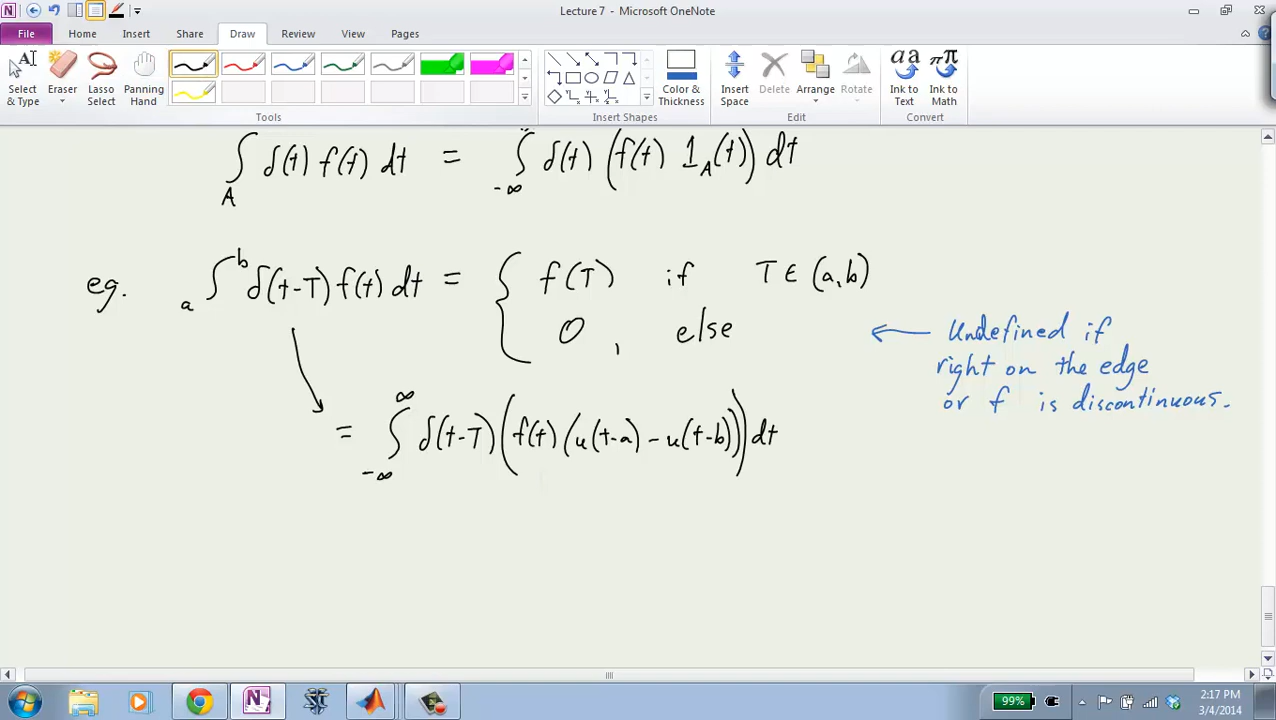 Lecture 7 - Microsoft OneNote
File Home Insert Share Draw Review View Pages
Select & Type
Eraser
Lasso Select
Panning Hand
Color & Thickness
Insert Space
Delete
Arrange
Rotate
Ink to Text
Ink to Math
Tools
Insert Shapes
Edit
Convert
∫_A δ(t) f(t) dt = ∫_{-∞} δ(t) (f(t) 1_A(t)) dt
eg. _a∫^b δ(t-T) f(t) dt = { f(T) if T ∈ (a,b)
0 , else
← Undefined if
right on the edge
or f is discontinuous.
= ∫_{-∞}^{∞} δ(t-T) (f(t) (u(t-a) - u(t-b))) dt
99%
2:17 PM
3/4/2014